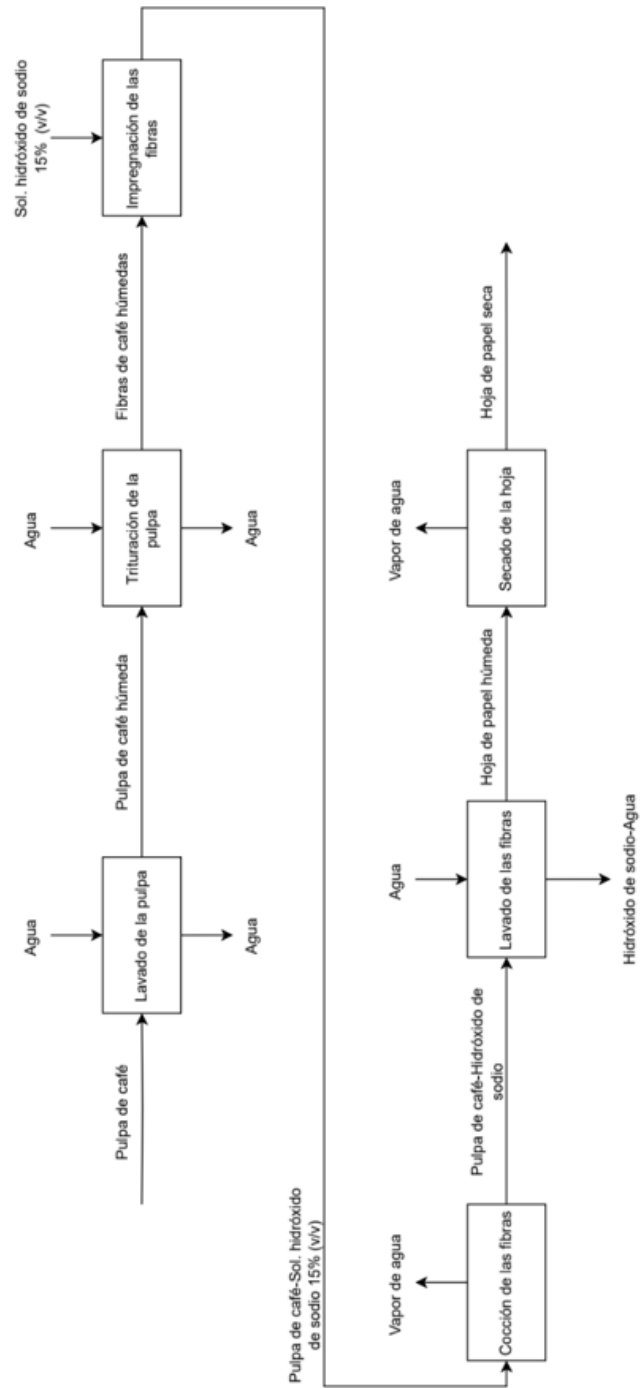 Pulpa de café
Agua
Lavado de la pulpa
Agua
Pulpa de café húmeda
Agua
Trituración de la
pulpa
Agua
Fibras de café húmedas
Sol. hidróxido de sodio
15% (v/v)
Impregnación de las
fibras
Pulpa de café-Sol. hidróxido
de sodio 15% (v/v)
Vapor de agua
Cocción de las fibras
Pulpa de café-Hidróxido de
sodio
Agua
Lavado de las fibras
Hidróxido de sodio-Agua
Hoja de papel húmeda
Vapor de agua
Secado de la hoja
Hoja de papel seca